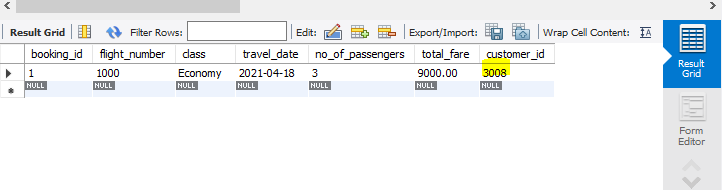 Result Grid Filter Rows: Edit: Export/Import: Wrap Cell Content: IA
booking_id flight_number class travel_date no_of_passengers total_fare customer_id
1 1000 Economy 2021-04-18 3 9000.00 3008
NULL NULL NULL NULL NULL NULL NULL
Result
Grid
Form
Editor